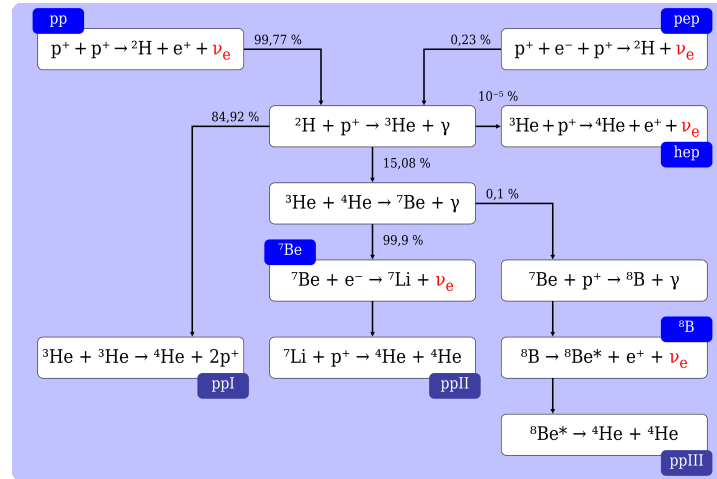 pp
pep
p⁺ + p⁺ → ²H + e⁺ + νₑ
99,77 %
0,23 %
p⁺ + e⁻ + p⁺ → ²H + νₑ
10⁻⁵ %
84,92 %
²H + p⁺ → ³He + γ
³He + p⁺ → ⁴He + e⁺ + νₑ
hep
15,08 %
³He + ⁴He → ⁷Be + γ
0,1 %
99,9 %
⁷Be
⁷Be + e⁻ → ⁷Li + νₑ
⁷Be + p⁺ → ⁸B + γ
⁸B
³He + ³He → ⁴He + 2p⁺
⁷Li + p⁺ → ⁴He + ⁴He
⁸B → ⁸Be* + e⁺ + νₑ
ppI
ppII
⁸Be* → ⁴He + ⁴He
ppIII